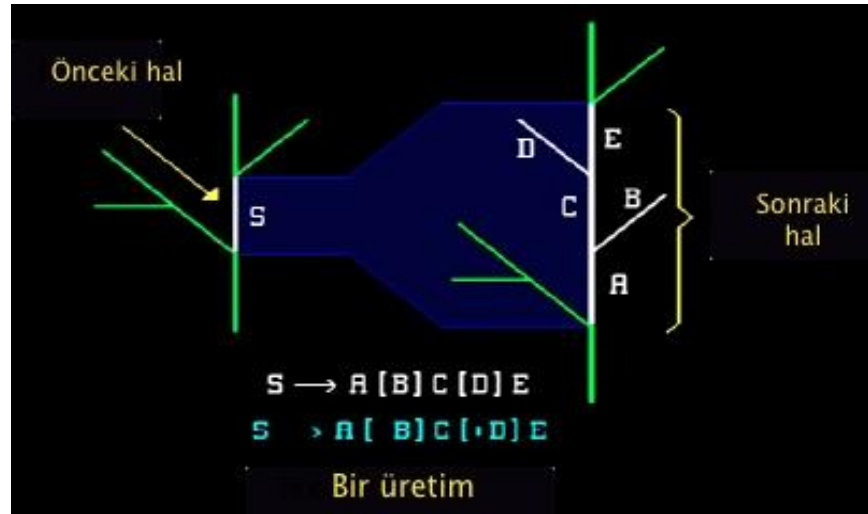 Önceki hal
S
D
E
C
B
A
Sonraki
hal
S → A[B]C[D]E
S > A[ B]C[+D]E
Bir üretim